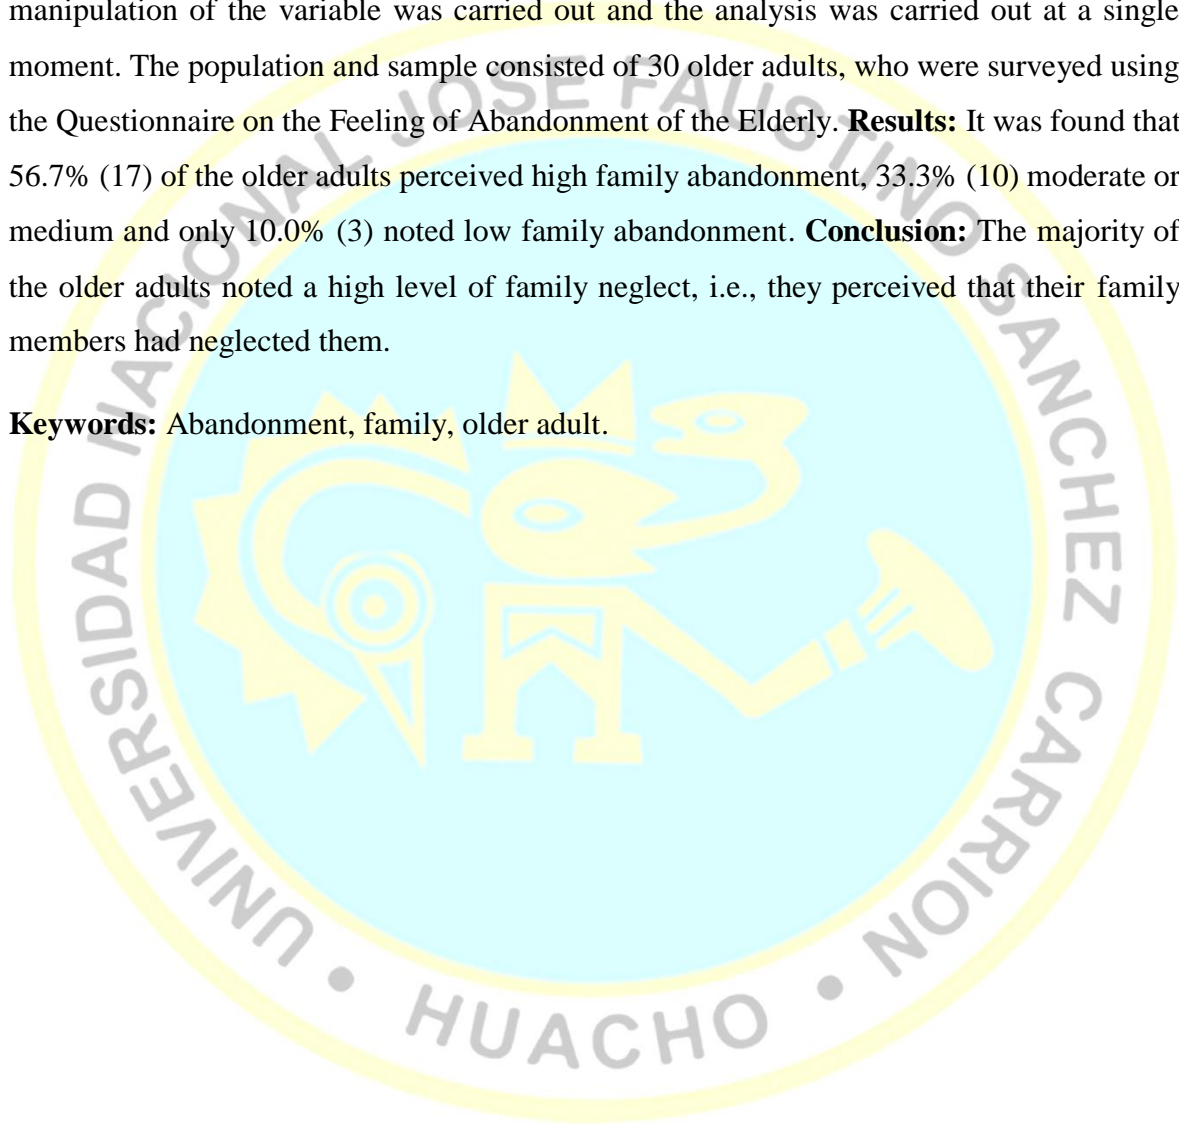 manipulation of the variable was carried out and the analysis was carried out at a single
moment. The population and sample consisted of 30 older adults, who were surveyed using
the Questionnaire on the Feeling of Abandonment of the Elderly. Results: It was found that
56.7% (17) of the older adults perceived high family abandonment, 33.3% (10) moderate or
medium and only 10.0% (3) noted low family abandonment. Conclusion: The majority of
the older adults noted a high level of family neglect, i.e., they perceived that their family
members had neglected them.
Keywords: Abandonment, family, older adult.
UNIVERSIDAD NACIONAL JOSE FAUSTINO SANCHEZ CARRION • HUACHO •